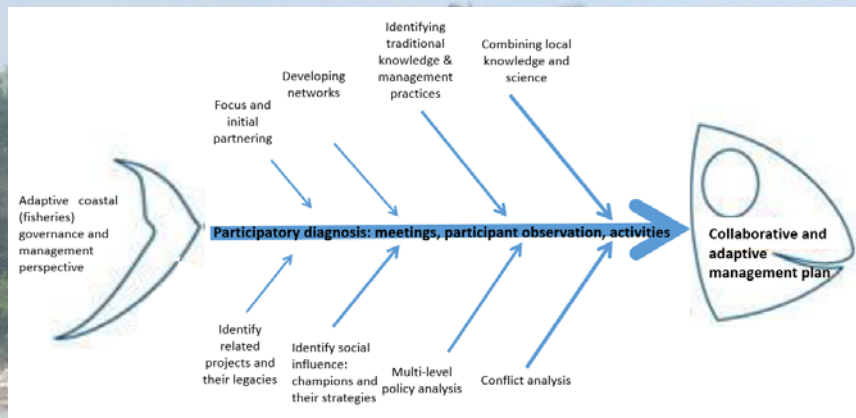 Identifying
traditional
knowledge &
management
practices
Combining local
knowledge and
science
Developing
networks
Focus and
initial
partnering
Adaptive coastal
(fisheries)
governance and
management
perspective
Participatory diagnosis: meetings, participant observation, activities
Collaborative and
adaptive
management plan
Identify
related
projects and
their legacies
Identify social
influence:
champions and
their strategies
Multi-level
policy analysis
Conflict analysis